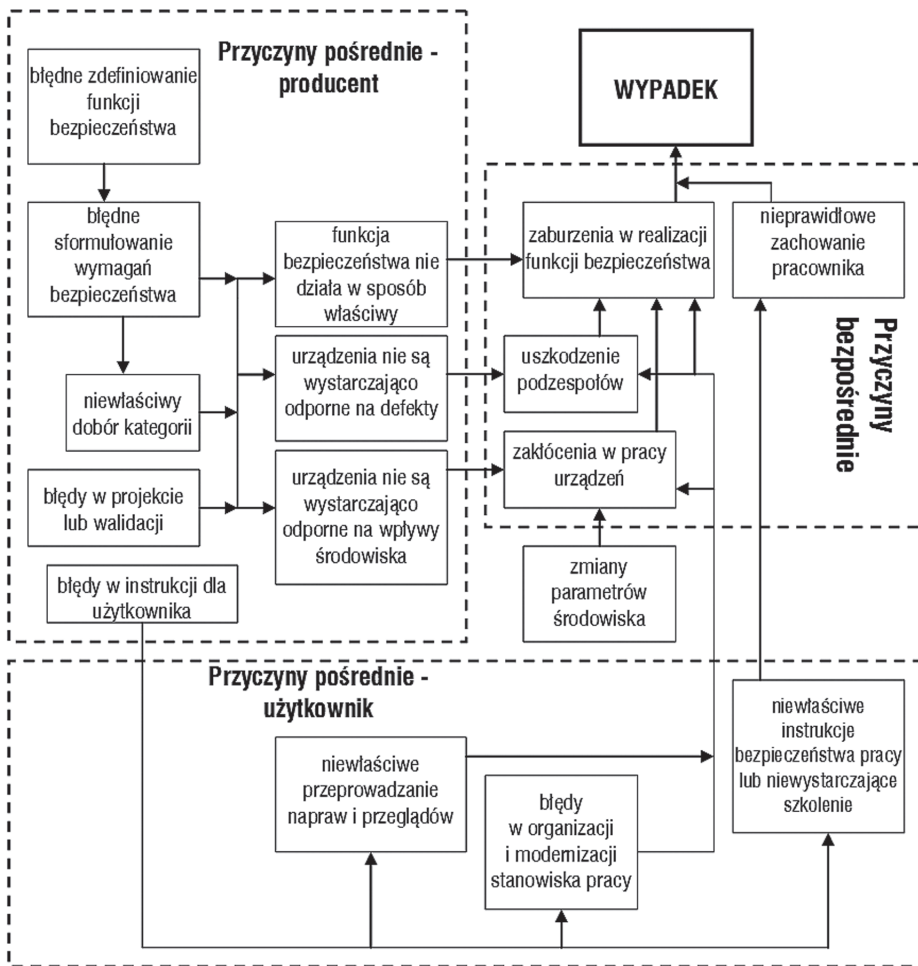 Przyczyny pośrednie -
producent
błędne zdefiniowanie
funkcji
bezpieczeństwa
błędne
sformułowanie
wymagań
bezpieczeństwa
niewłaściwy
dobór kategorii
błędy w projekcie
lub walidacji
błędy w instrukcji dla
użytkownika
funkcja
bezpieczeństwa nie
działa w sposób
właściwy
urządzenia nie są
wystarczająco
odporne na defekty
urządzenia nie są
wystarczająco
odporne na wpływy
środowiska
WYPADEK
zaburzenia w realizacji
funkcji bezpieczeństwa
nieprawidłowe
zachowanie
pracownika
uszkodzenie
podzespołów
zakłócenia w pracy
urządzeń
Przyczyny
bezpośrednie
zmiany
parametrów
środowiska
Przyczyny pośrednie -
użytkownik
niewłaściwe
przeprowadzanie
napraw i przeglądów
błędy
w organizacji
i modernizacji
stanowiska pracy
niewłaściwe
instrukcje
bezpieczeństwa pracy
lub niewystarczające
szkolenie